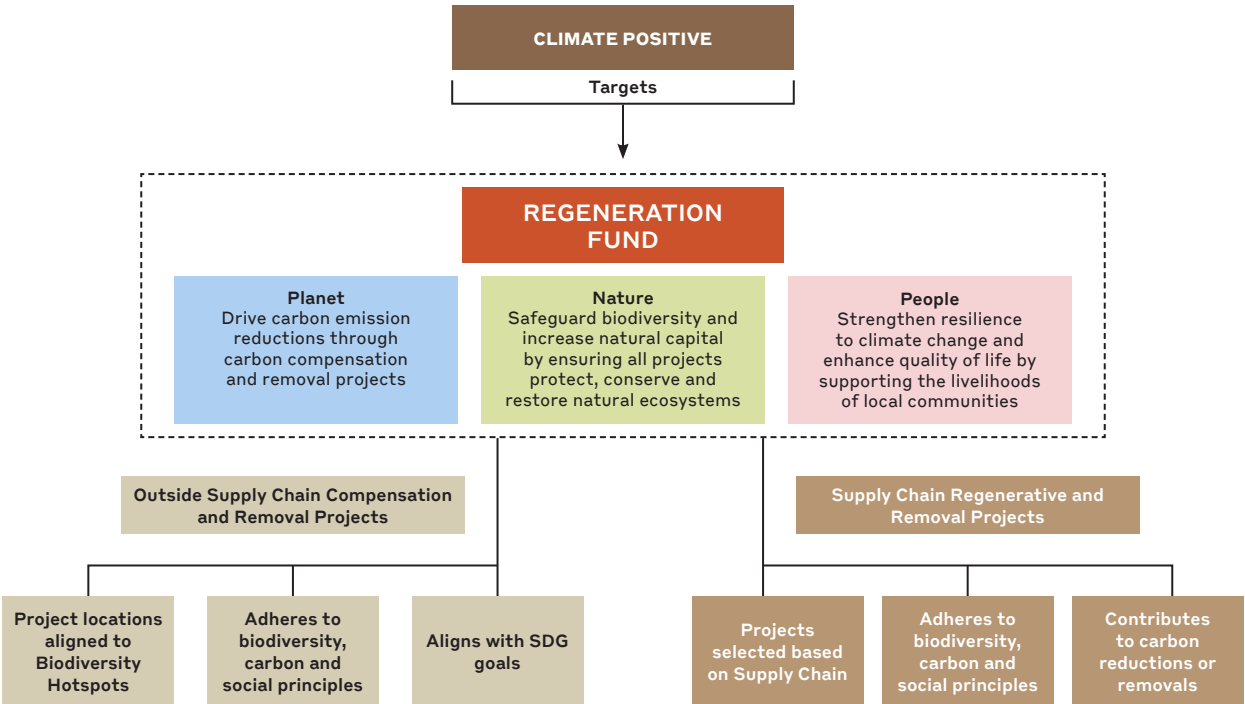 CLIMATE POSITIVE
Targets
REGENERATION
FUND
Planet
Drive carbon emission
reductions through
carbon compensation
and removal projects
Nature
Safeguard biodiversity and
increase natural capital
by ensuring all projects
protect, conserve and
restore natural ecosystems
People
Strengthen resilience
to climate change and
enhance quality of life by
supporting the livelihoods
of local communities
Outside Supply Chain Compensation
and Removal Projects
Supply Chain Regenerative and
Removal Projects
Project locations
aligned to
Biodiversity
Hotspots
Adheres to
biodiversity,
carbon and
social principles
Aligns with SDG
goals
Projects
selected based
on Supply Chain
Adheres to
biodiversity,
carbon and
social principles
Contributes
to carbon
reductions or
removals